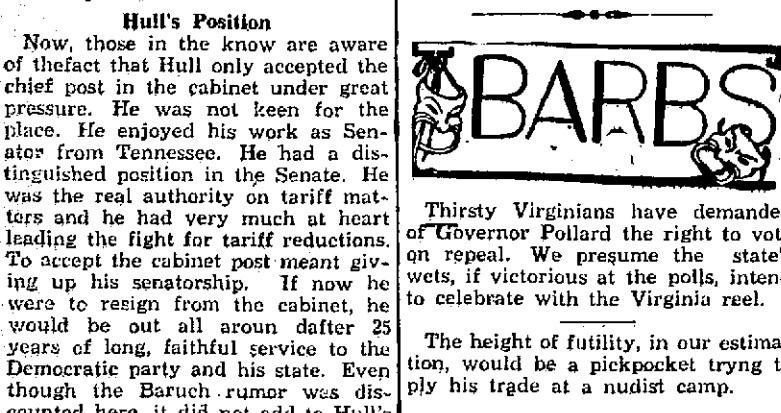 Hull's Position
Now, those in the know are aware
of thefact that Hull only accepted the
chief post in the cabinet under great
pressure. He was not keen for the
place. He enjoyed his work as Sen-
ator from Tennessee. He had a dis-
tinguished position in the Senate. He
was the real authority on tariff mat-
ters and he had very much at heart
leading the fight for tariff reductions.
To accept the cabinet post meant giv-
ing up his senatorship. If now he
were to resign from the cabinet, he
would be out all aroun dafter 25
years of long, faithful service to the
Democratic party and his state. Even
though the Baruch rumor was dis-
counted here, it did not add to Hull's
BARBS
Thirsty Virginians have demande
of Governor Pollard the right to vot
on repeal. We presume the state'
wets, if victorious at the polls, inten
to celebrate with the Virginia reel.
The height of futility, in our estima
tion, would be a pickpocket tryng t
ply his trade at a nudist camp.